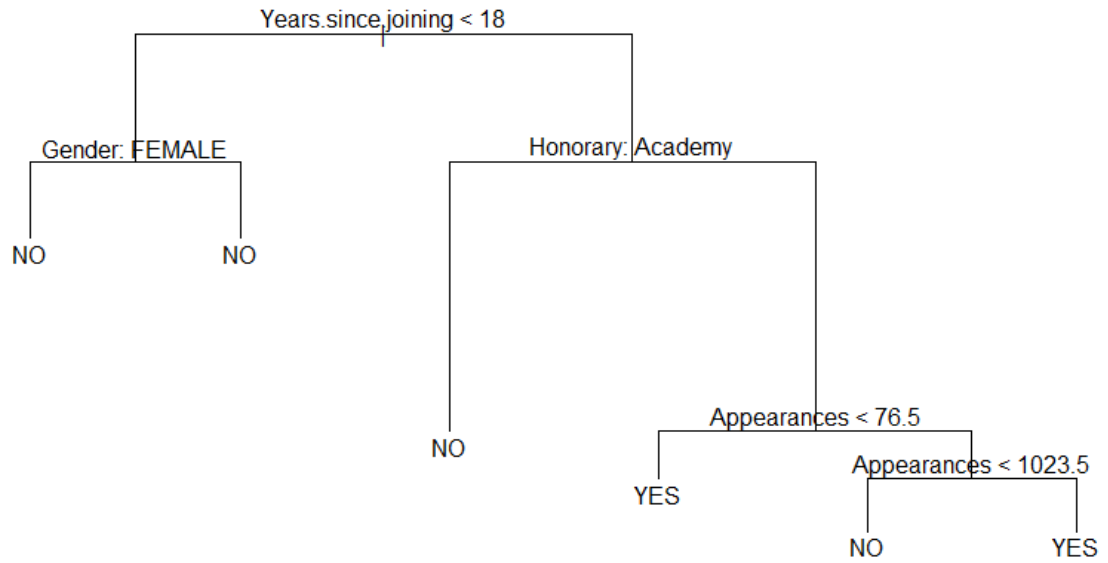 Years.since.joining < 18
Gender: FEMALE
Honorary: Academy
NO
NO
Appearances < 76.5
NO
Appearances < 1023.5
YES
NO
YES